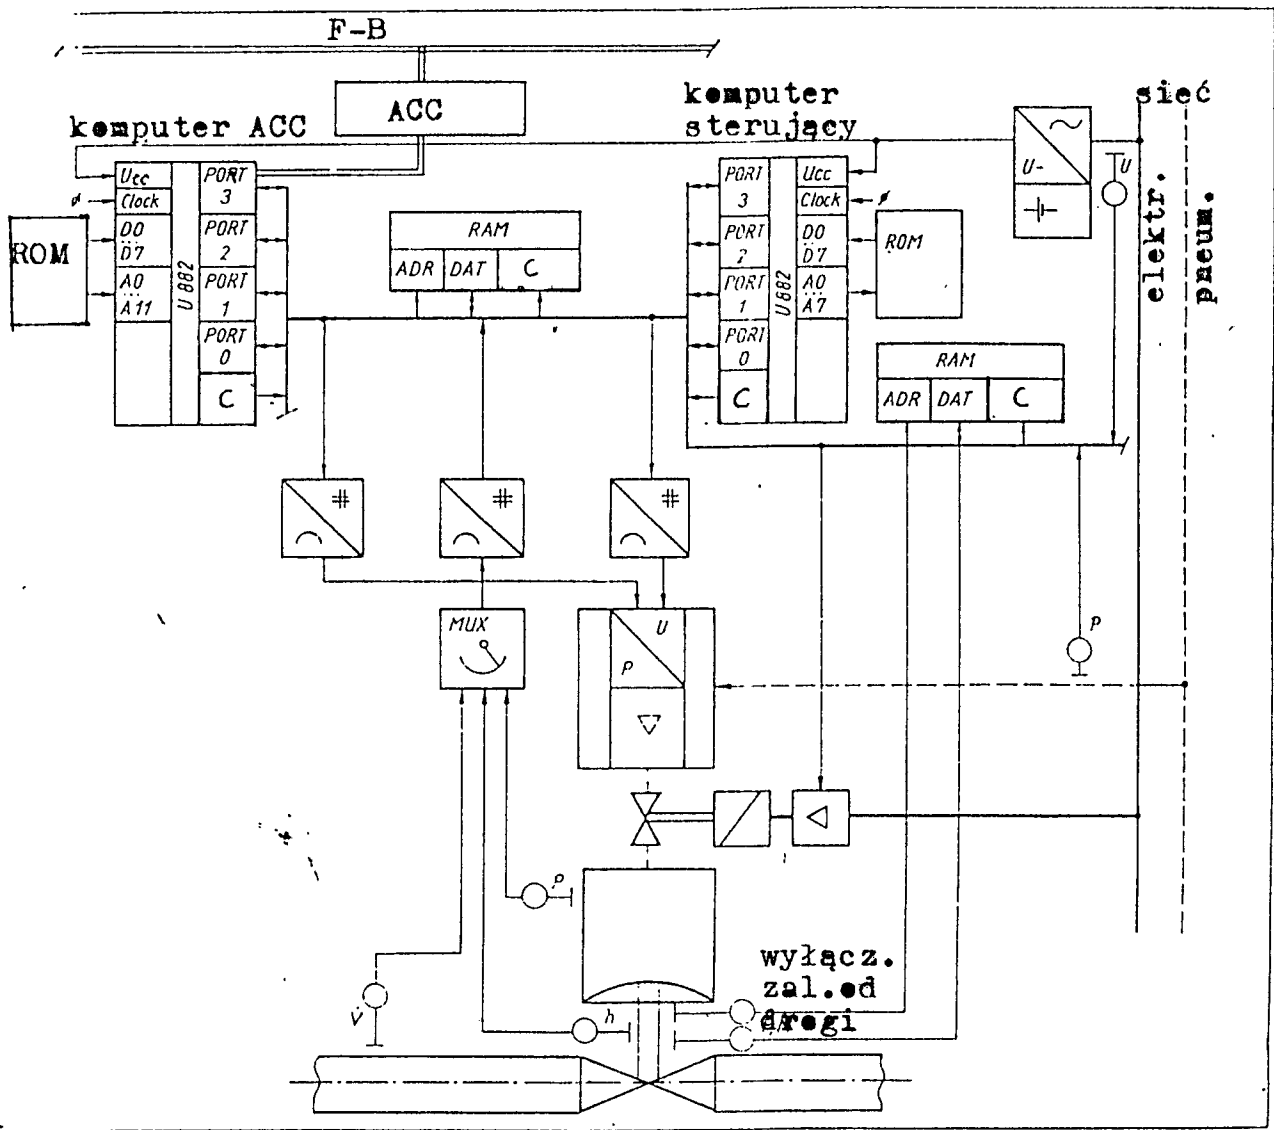 F-B
ACC
komputer ACC
komputer
sterujący
sieć
elektr.
pneum.
Ucc
Clock
D0
...
D7
A0
...
A11
U 882
PORT
3
PORT
2
PORT
1
PORT
0
C
ROM
RAM
ADR DAT C
PORT
3
PORT
2
PORT
1
PORT
0
C
U 882
Ucc
Clock
D0
...
D7
A0
...
A7
ROM
U-
U
RAM
ADR DAT C
#
#
#
MUX
U
P
P
P
V
h
wyłącz.
zal.od
drogi